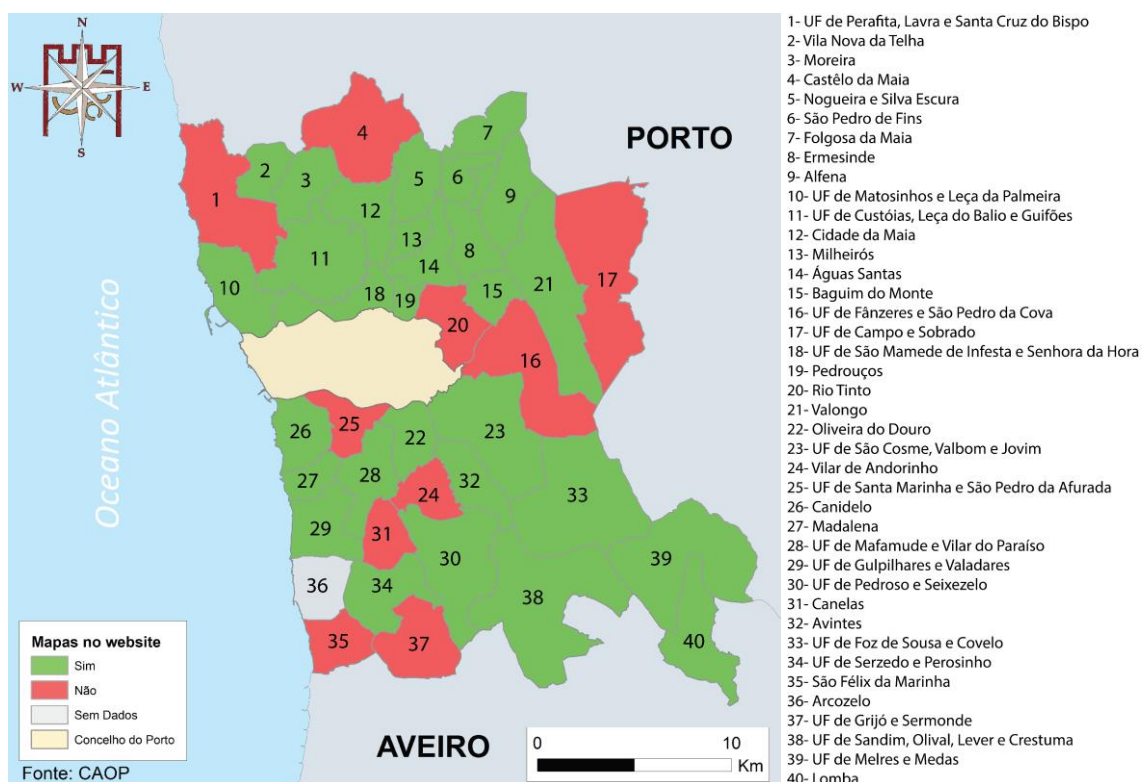 N
W
E
S
PORTO
Oceano Atlântico
AVEIRO
1
2
3
4
5
6
7
8
9
10
11
12
13
14
15
16
17
18
19
20
21
22
23
24
25
26
27
28
29
30
31
32
33
34
35
36
37
38
39
40
Mapas no website
Sim
Não
Sem Dados
Concelho do Porto
Fonte: CAOP
0 10
Km
1- UF de Perafita, Lavra e Santa Cruz do Bispo
2- Vila Nova da Telha
3- Moreira
4- Castêlo da Maia
5- Nogueira e Silva Escura
6- São Pedro de Fins
7- Folgosa da Maia
8- Ermesinde
9- Alfena
10- UF de Matosinhos e Leça da Palmeira
11- UF de Custóias, Leça do Balio e Guifões
12- Cidade da Maia
13- Milheirós
14- Águas Santas
15- Baguim do Monte
16- UF de Fânzeres e São Pedro da Cova
17- UF de Campo e Sobrado
18- UF de São Mamede de Infesta e Senhora da Hora
19- Pedrouços
20- Rio Tinto
21- Valongo
22- Oliveira do Douro
23- UF de São Cosme, Valbom e Jovim
24- Vilar de Andorinho
25- UF de Santa Marinha e São Pedro da Afurada
26- Canidelo
27- Madalena
28- UF de Mafamude e Vilar do Paraíso
29- UF de Gulpilhares e Valadares
30- UF de Pedroso e Seixezelo
31- Canelas
32- Avintes
33- UF de Foz de Sousa e Covelo
34- UF de Serzedo e Perosinho
35- São Félix da Marinha
36- Arcozelo
37- UF de Grijó e Sermonde
38- UF de Sandim, Olival, Lever e Crestuma
39- UF de Melres e Medas
40- Lomba